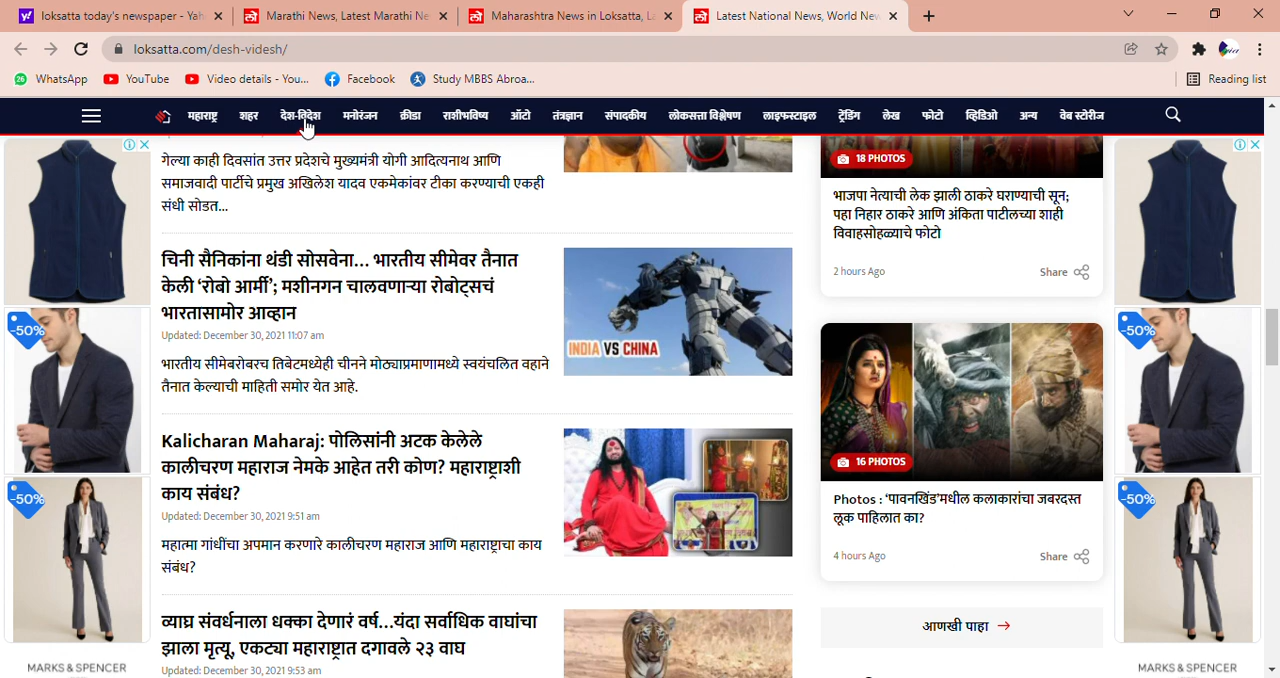 loksatta today's newspaper - Yah
Marathi News, Latest Marathi Ne
Maharashtra News in Loksatta, La
Latest National News, World New
loksatta.com/desh-videsh/
WhatsApp
YouTube
Video details - You...
Facebook
Study MBBS Abroa...
Reading list
महाराष्ट्र
शहर
देश-विदेश
मनोरंजन
क्रीडा
राशीभविष्य
ऑटो
तंत्रज्ञान
संपादकीय
लोकसत्ता विश्लेषण
लाइफस्टाइल
ट्रेंडिंग
लेख
फोटो
व्हिडिओ
अन्य
वेब स्टोरीज
गेल्या काही दिवसांत उत्तर प्रदेशचे मुख्यमंत्री योगी आदित्यनाथ आणि
समाजवादी पार्टीचे प्रमुख अखिलेश यादव एकमेकांवर टीका करण्याची एकही
संधी सोडत...
चिनी सैनिकांना थंडी सोसवेना... भारतीय सीमेवर तैनात
केली ‘रोबो आर्मी’; मशीनगन चालवणाऱ्या रोबोट्सचं
भारतासामोर आव्हान
Updated: December 30, 2021 11:07 am
भारतीय सीमेबरोबरच तिबेटमध्येही चीनने मोठ्याप्रमाणामध्ये स्वयंचलित वहाने
तैनात केल्याची माहिती समोर येत आहे.
INDIA VS CHINA
Kalicharan Maharaj: पोलिसांनी अटक केलेले
कालीचरण महाराज नेमके आहेत तरी कोण? महाराष्ट्राशी
काय संबंध?
Updated: December 30, 2021 9:51 am
महात्मा गांधींचा अपमान करणारे कालीचरण महाराज आणि महाराष्ट्राचा काय
संबंध?
व्याघ्र संवर्धनाला धक्का देणारं वर्ष...यंदा सर्वाधिक वाघांचा
झाला मृत्यू, एकट्या महाराष्ट्रात दगावले २३ वाघ
Updated: December 30, 2021 9:53 am
18 PHOTOS
भाजपा नेत्याची लेक झाली ठाकरे घराण्याची सून;
पहा निहार ठाकरे आणि अंकिता पाटीलच्या शाही
विवाहसोहळ्याचे फोटो
2 hours Ago
Share
16 PHOTOS
Photos : ‘पावनखिंड’मधील कलाकारांचा जबरदस्त
लूक पाहिलात का?
4 hours Ago
Share
आणखी पाहा
-50%
-50%
MARKS & SPENCER
-50%
-50%
MARKS & SPENCER